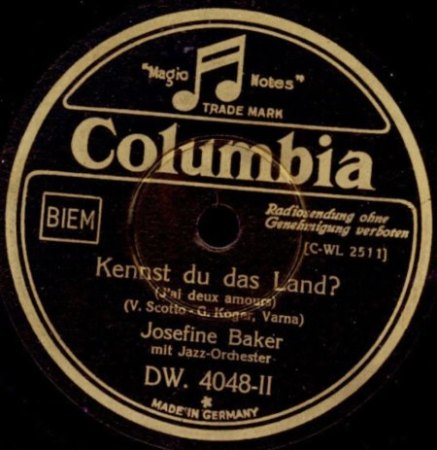 "Magic Notes"
TRADE MARK
Columbia
BIEM
Radiosendung ohne
Genehmigung verboten
[C-WL 2511]
Kennst du das Land?
(J'ai deux amours)
(V. Scotto - G. Koger, Varna)
Josefine Baker
mit Jazz-Orchester
DW. 4048-II
MADE IN GERMANY